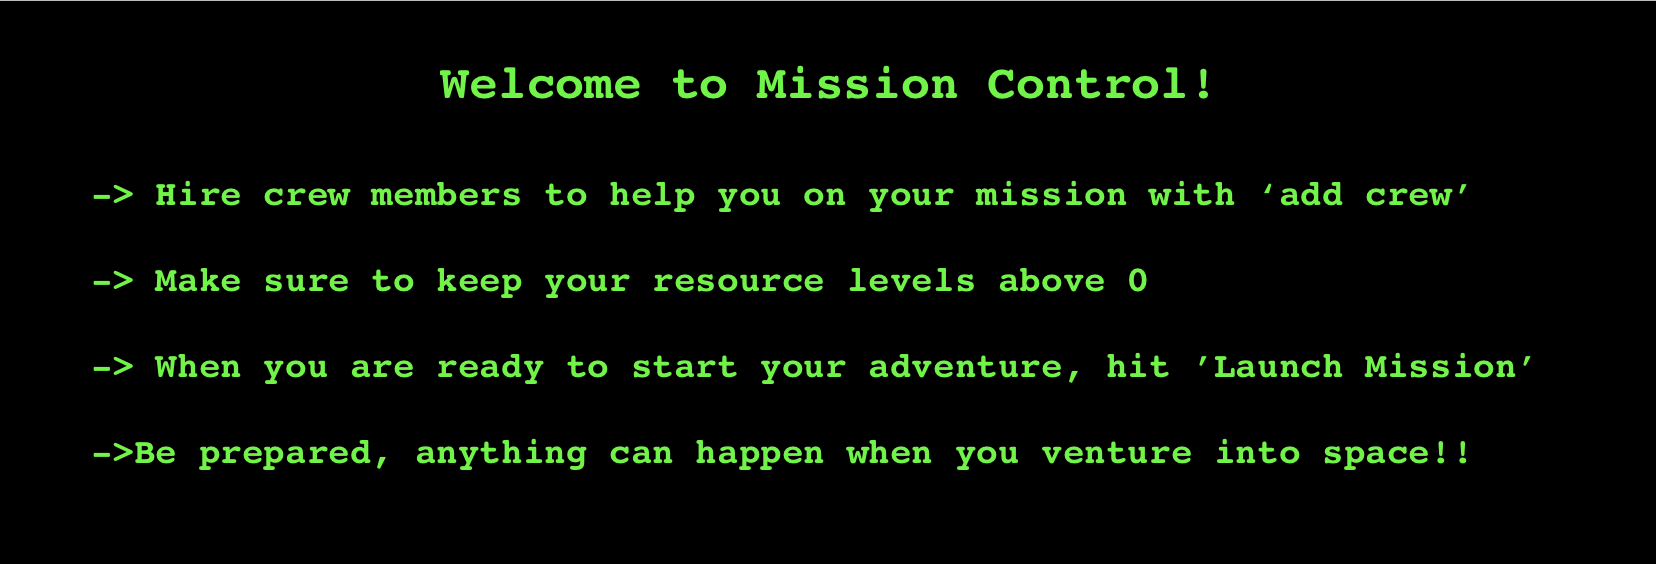 Welcome to Mission Control!
-> Hire crew members to help you on your mission with ‘add crew’
-> Make sure to keep your resource levels above 0
-> When you are ready to start your adventure, hit ’Launch Mission’
->Be prepared, anything can happen when you venture into space!!